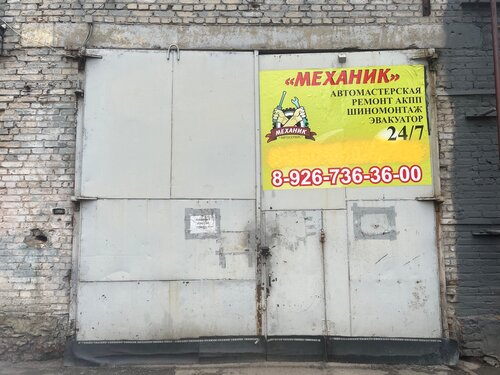 «МЕХАНИК»
АВТОМАСТЕРСКАЯ
РЕМОНТ АКПП
ШИНОМОНТАЖ
ЭВАКУАТОР
24/7
МЕХАНИК
8-926-736-36-00